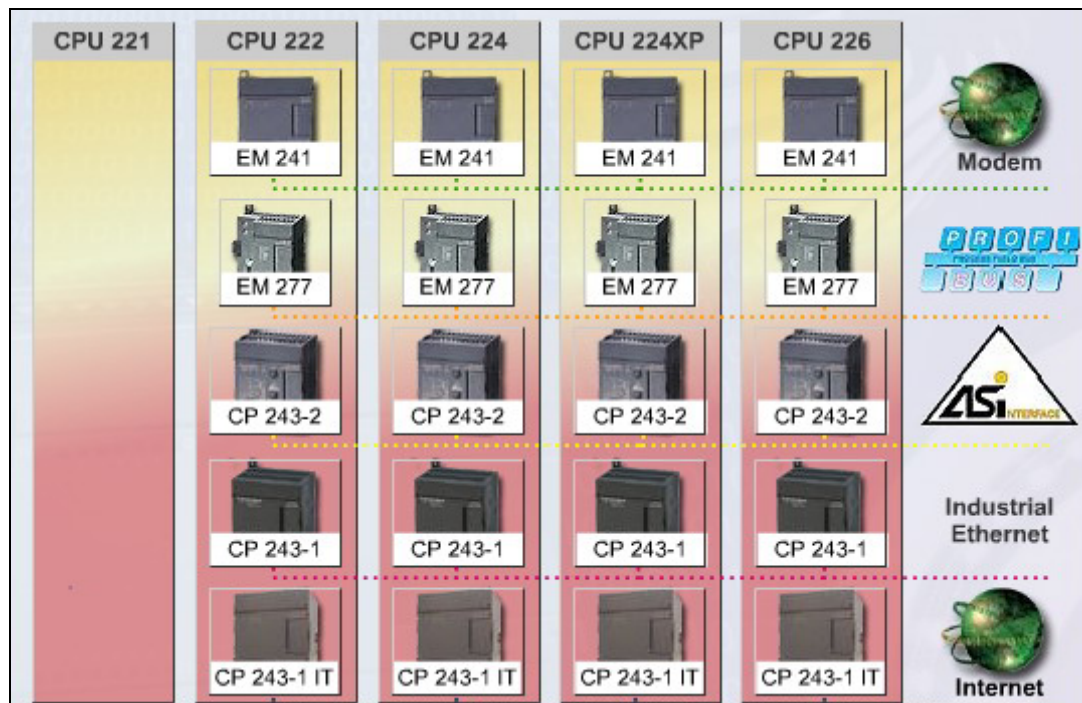 CPU 221 CPU 222 CPU 224 CPU 224XP CPU 226
EM 241 EM 241 EM 241 EM 241
Modem
EM 277 EM 277 EM 277 EM 277
PROFI
PROCESS FIELD BUS
BUS
CP 243-2 CP 243-2 CP 243-2 CP 243-2
ASi INTERFACE
CP 243-1 CP 243-1 CP 243-1 CP 243-1
Industrial
Ethernet
CP 243-1 IT CP 243-1 IT CP 243-1 IT CP 243-1 IT
Internet